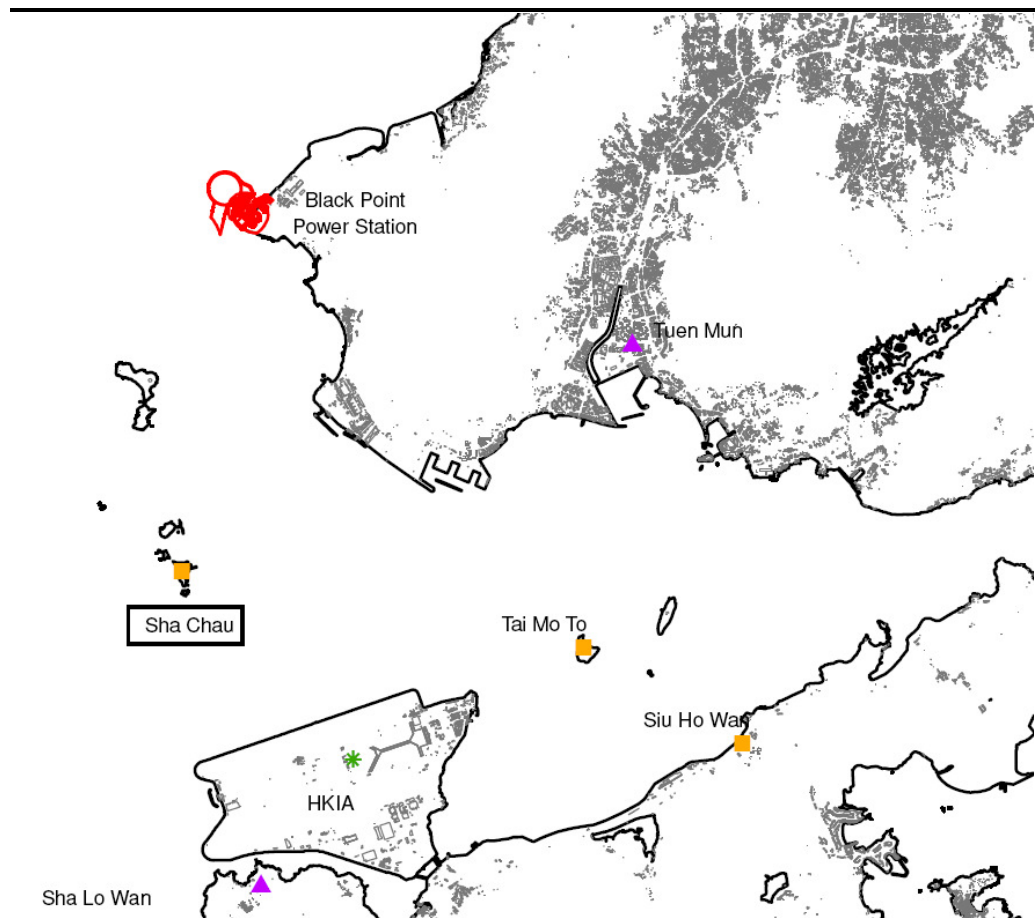 Black Point
Power Station
Tuen Mun
Sha Chau
Tai Mo To
Siu Ho Wan
HKIA
Sha Lo Wan